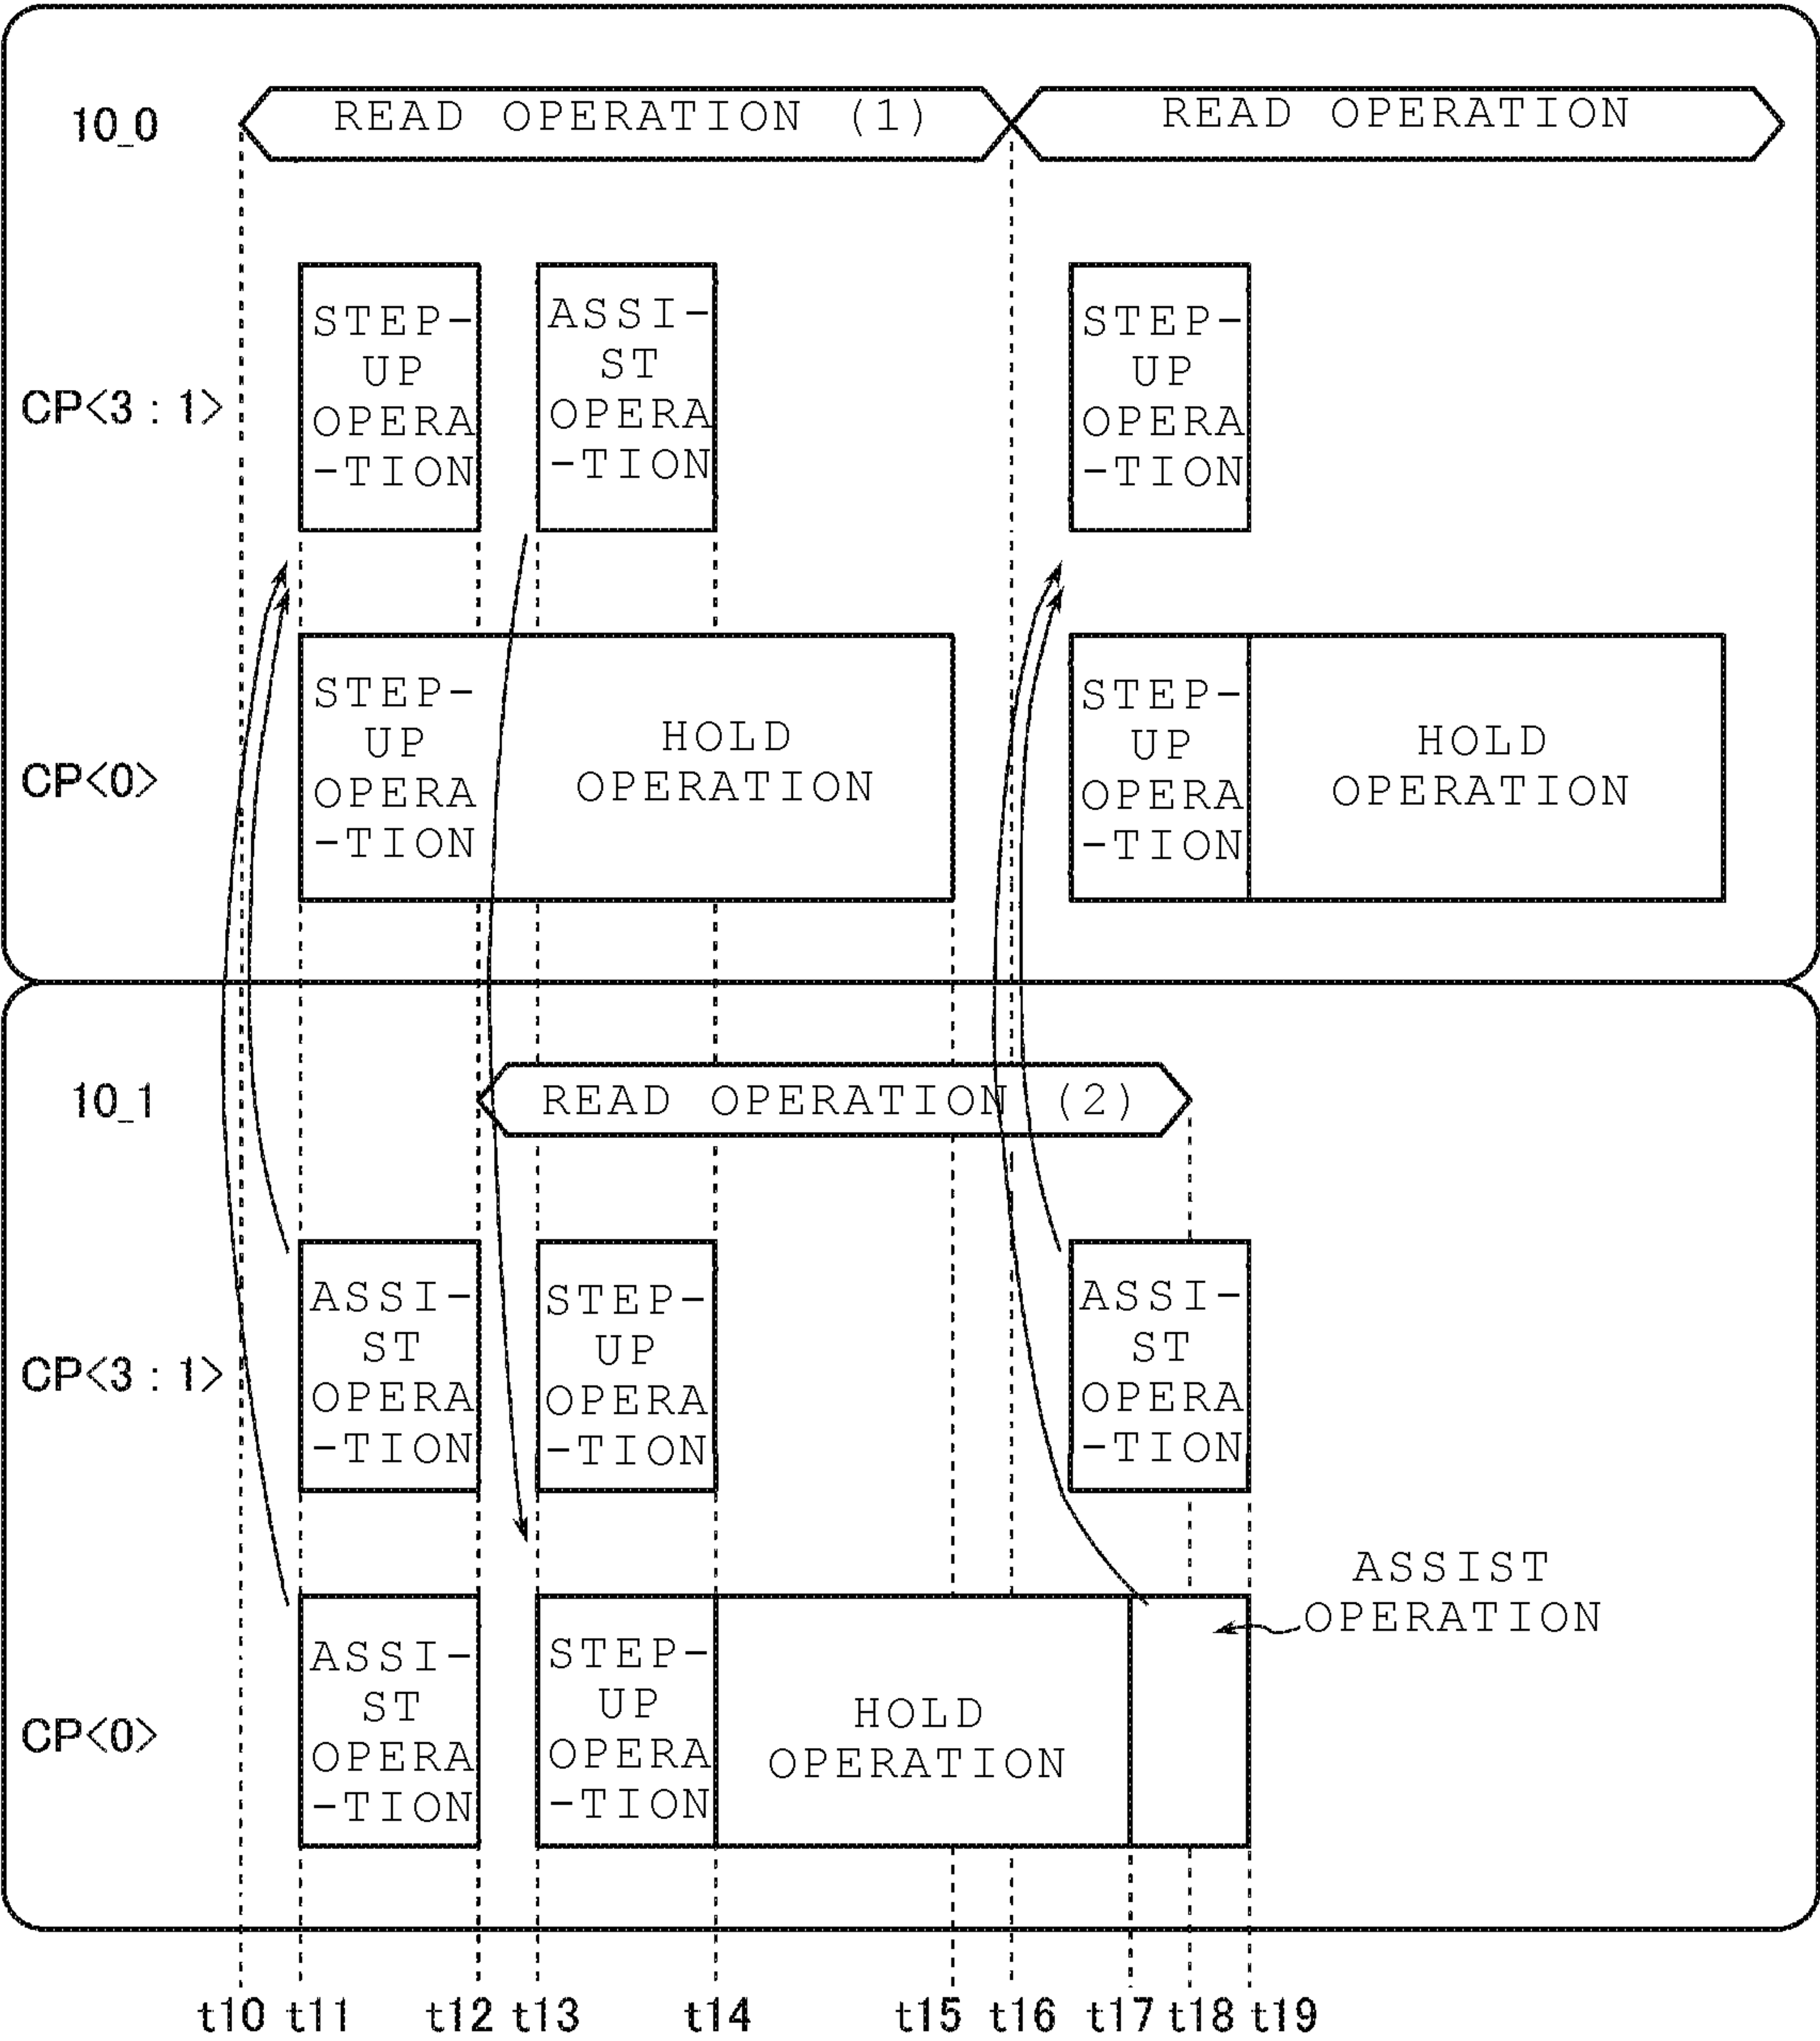 10_0
READ OPERATION (1)
READ OPERATION
CP<3 : 1>
STEP-
UP
OPERA
-TION
ASSI-
ST
OPERA
-TION
STEP-
UP
OPERA
-TION
CP<0>
STEP-
UP
OPERA
-TION
HOLD
OPERATION
STEP-
UP
OPERA
-TION
HOLD
OPERATION
10_1
READ OPERATION (2)
CP<3 : 1>
ASSI-
ST
OPERA
-TION
STEP-
UP
OPERA
-TION
ASSI-
ST
OPERA
-TION
CP<0>
ASSI-
ST
OPERA
-TION
STEP-
UP
OPERA
-TION
HOLD
OPERATION
ASSIST
OPERATION
t10 t11 t12 t13 t14 t15 t16 t17 t18 t19